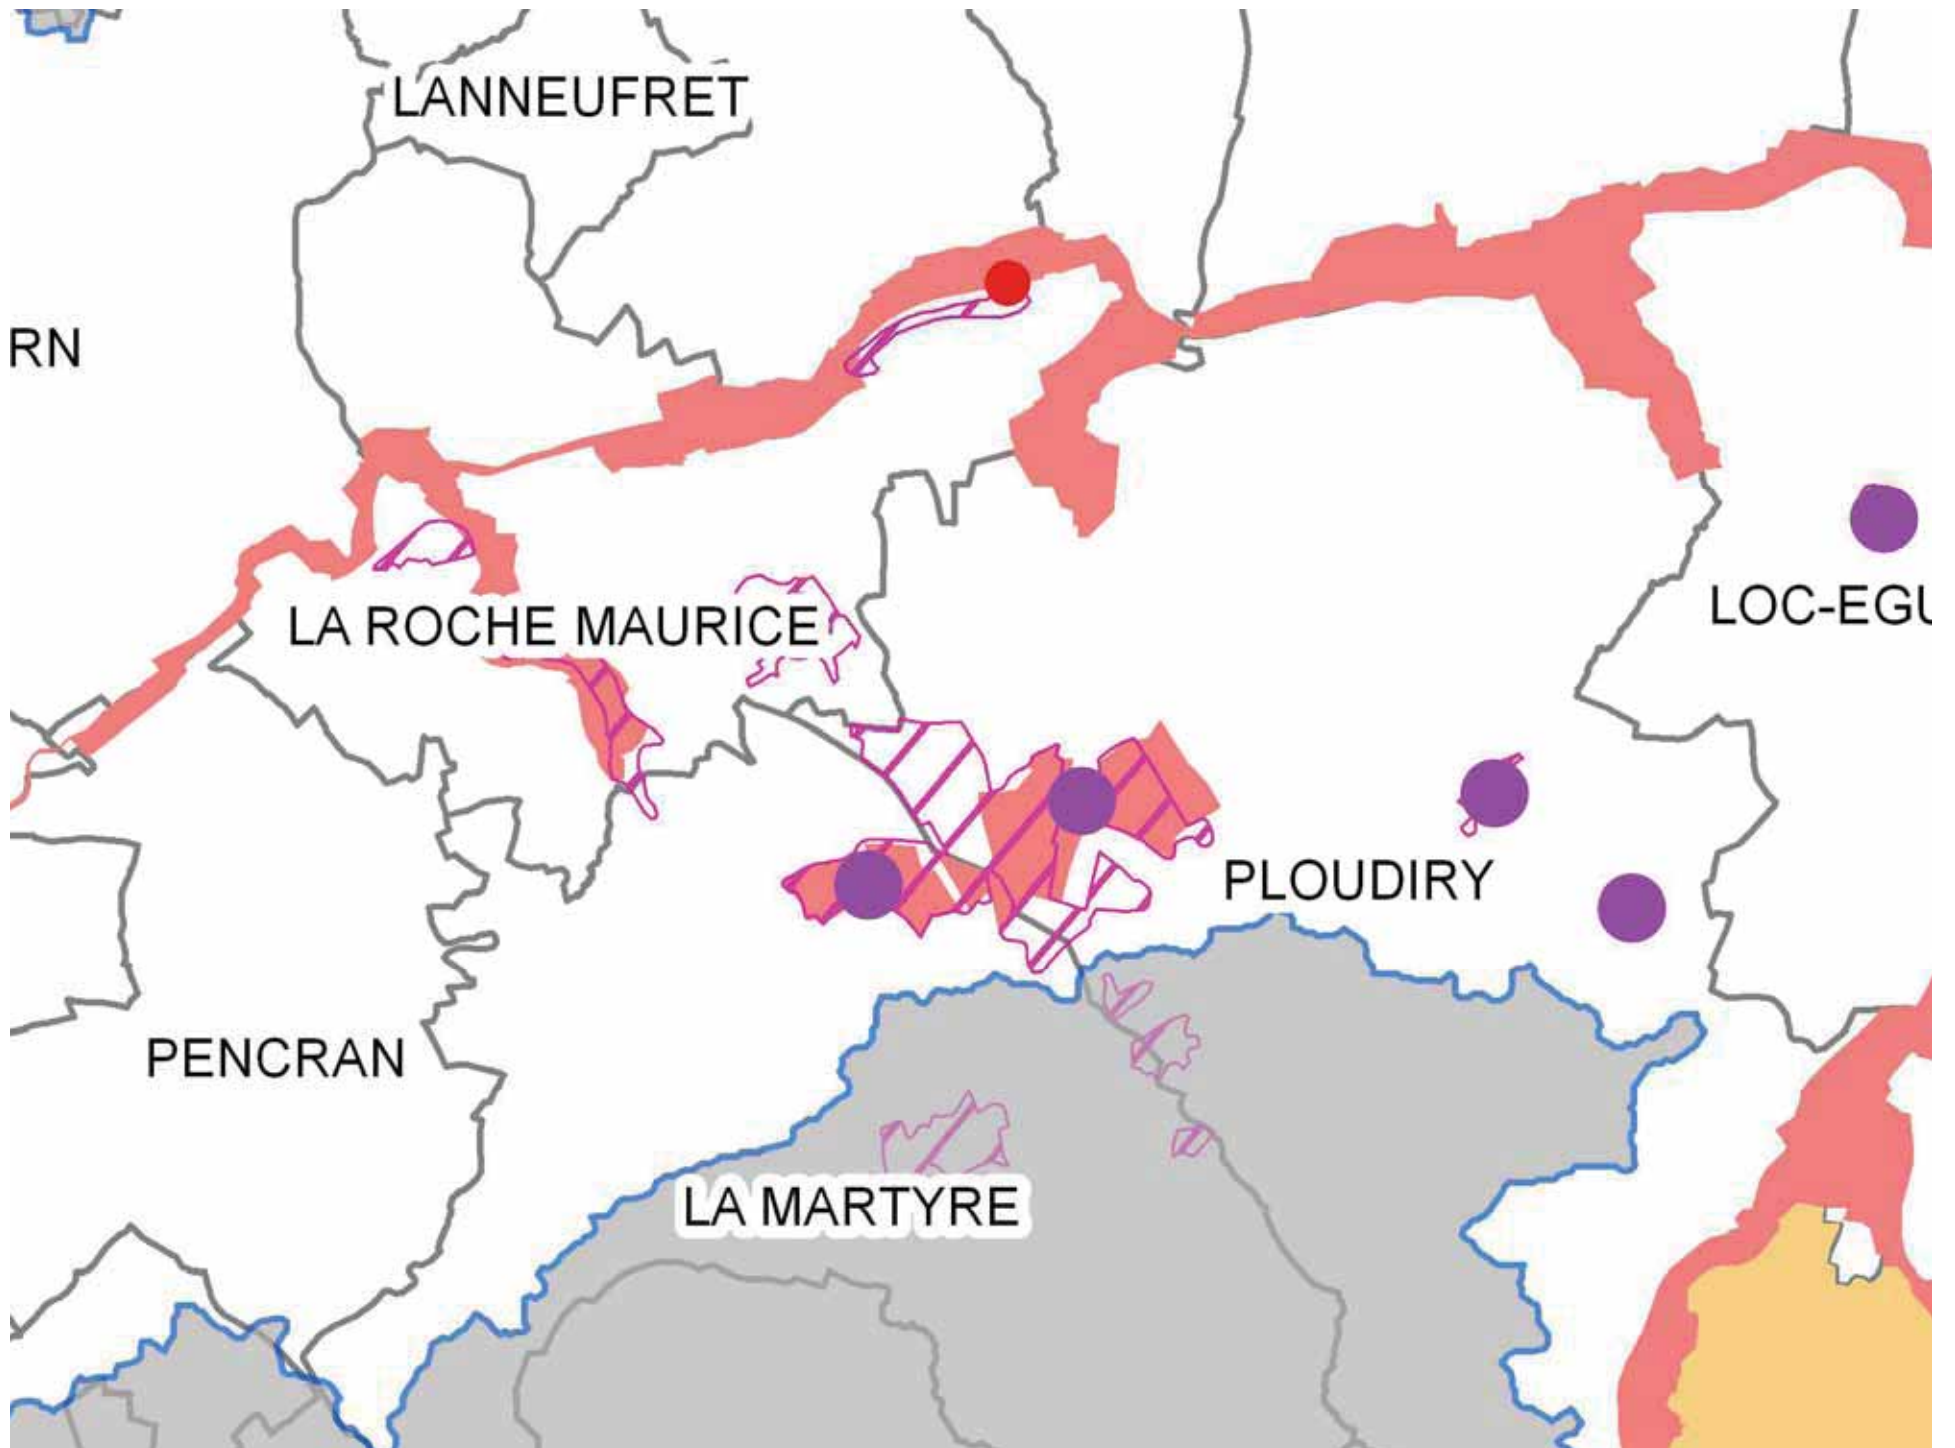 LANNEUFRET
RN
LA ROCHE MAURICE
LOC-EGU
PLOUDIRY
PENCRAN
LA MARTYRE